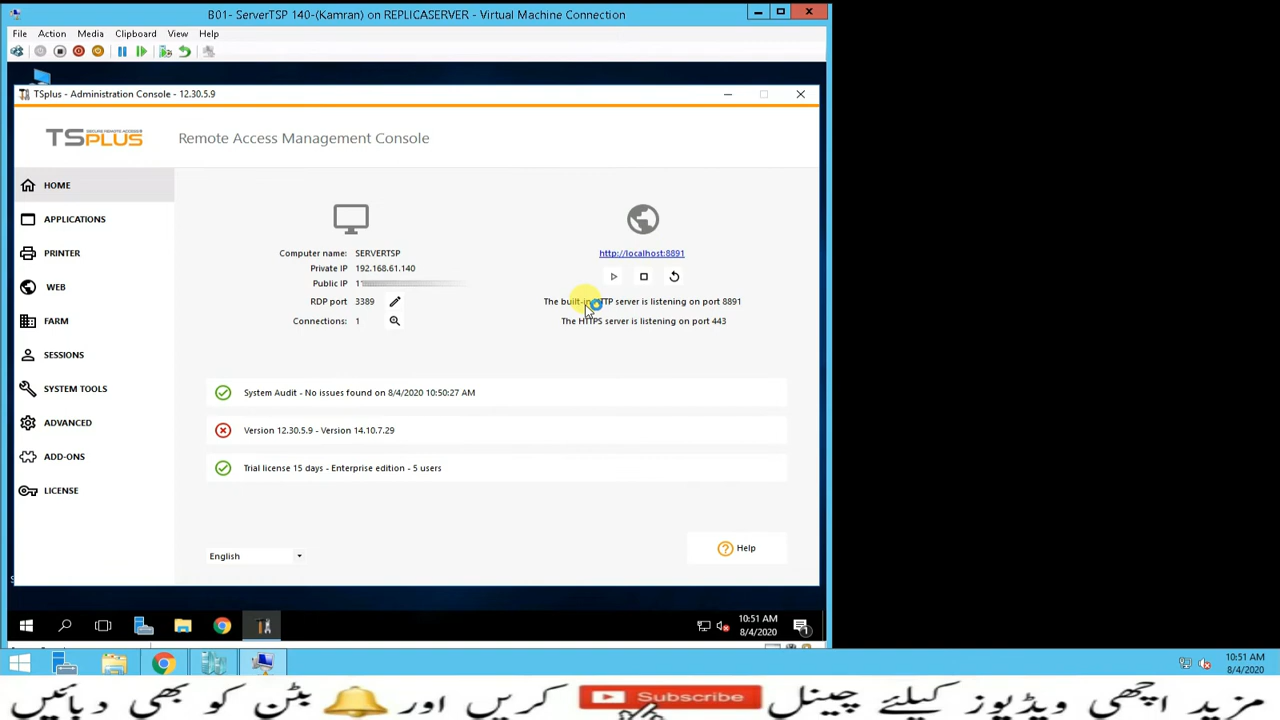 B01- ServerTSP 140-(Kamran) on REPLICASERVER - Virtual Machine Connection
File Action Media Clipboard View Help
TSplus - Administration Console - 12.30.5.9
TSPLUS Remote Access Management Console
SECURE REMOTE ACCESS
HOME
APPLICATIONS
PRINTER
WEB
FARM
SESSIONS
SYSTEM TOOLS
ADVANCED
ADD-ONS
LICENSE
Computer name: SERVERTSP
Private IP 192.168.61.140
Public IP
RDP port 3389
Connections: 1
http://localhost:8891
The built-in HTTP server is listening on port 8891
The HTTPS server is listening on port 443
System Audit - No issues found on 8/4/2020 10:50:27 AM
Version 12.30.5.9 - Version 14.10.7.29
Trial license 15 days - Enterprise edition - 5 users
English
Help
10:51 AM
8/4/2020
1
10:51 AM
8/4/2020
مزید اچھی ویڈیوز کیلئے چینل Subscribe کریں اور بٹن کو بھی دبائیں